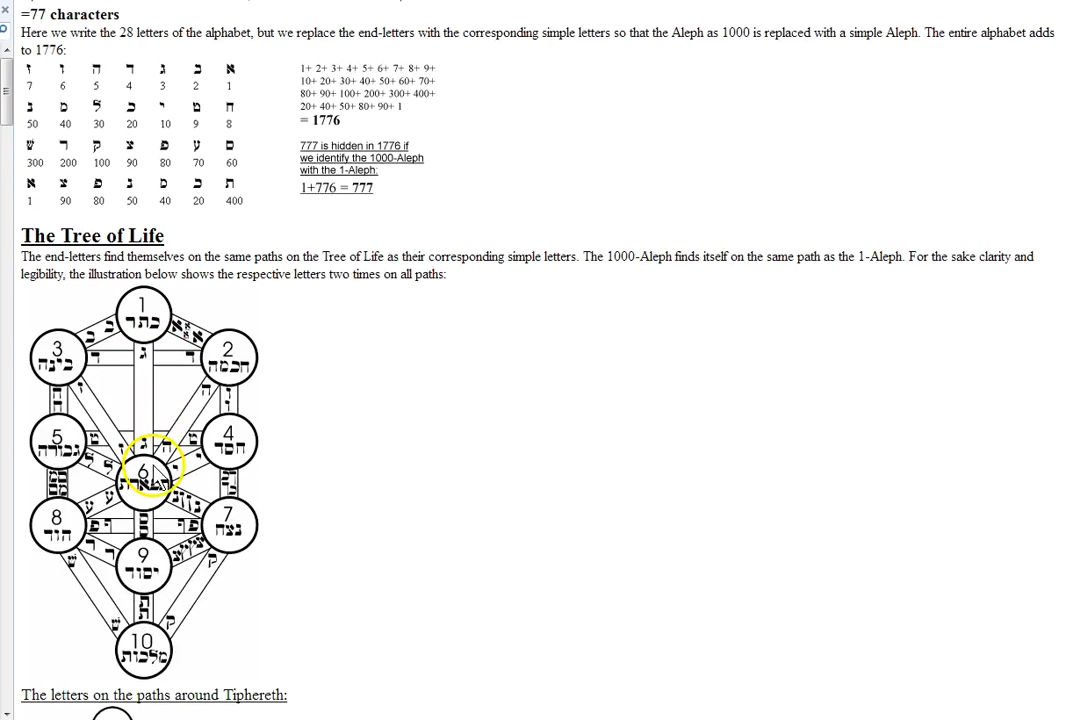 =77 characters
Here we write the 28 letters of the alphabet, but we replace the end-letters with the corresponding simple letters so that the Aleph as 1000 is replaced with a simple Aleph. The entire alphabet adds
to 1776:
א ב ג ד ה ו ז
7 6 5 4 3 2 1
ח ט י כ ל מ נ
50 40 30 20 10 9 8
ס ע פ צ ק ר ש
300 200 100 90 80 70 60
ת כ מ נ פ צ א
1 90 80 50 40 20 400
1+ 2+ 3+ 4+ 5+ 6+ 7+ 8+ 9+
10+ 20+ 30+ 40+ 50+ 60+ 70+
80+ 90+ 100+ 200+ 300+ 400+
20+ 40+ 50+ 80+ 90+ 1
= 1776
777 is hidden in 1776 if
we identify the 1000-Aleph
with the 1-Aleph:
1+776 = 777
The Tree of Life
The end-letters find themselves on the same paths on the Tree of Life as their corresponding simple letters. The 1000-Aleph finds itself on the same path as the 1-Aleph. For the sake clarity and
legibility, the illustration below shows the respective letters two times on all paths:
1
כתר
3
בינה
2
חכמה
5
גבורה
4
חסד
6
תפארת
8
הוד
7
נצח
9
יסוד
10
מלכות
The letters on the paths around Tiphereth: